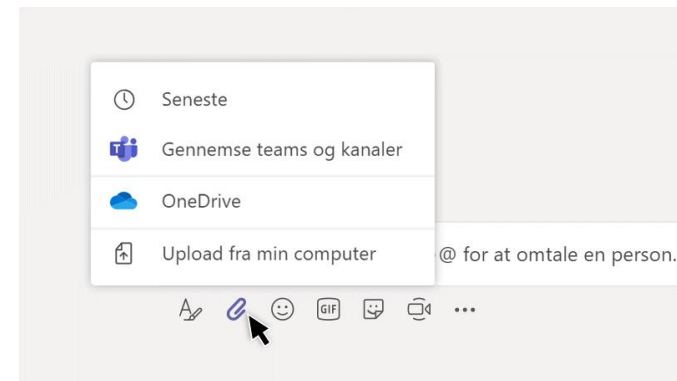 Seneste
Gennemse teams og kanaler
OneDrive
Upload fra min computer
@ for at omtale en person.
GIF